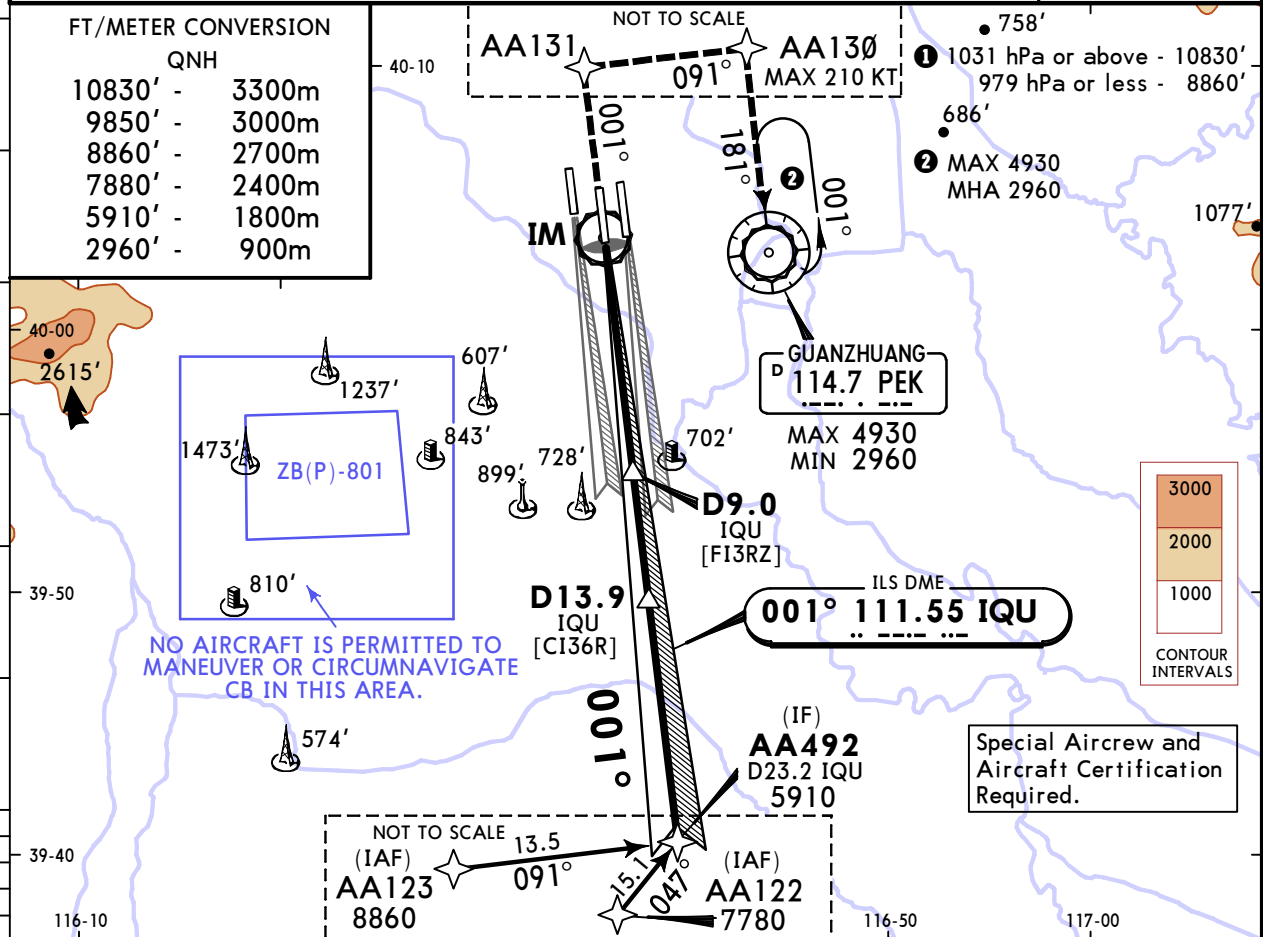 FT/METER CONVERSION
QNH
10830' - 3300m
9850' - 3000m
8860' - 2700m
7880' - 2400m
5910' - 1800m
2960' - 900m
NOT TO SCALE
AA131
AA13Ø
MAX 210 KT
091°
40-10
001°
181°
2
001°
IM
758'
1 1031 hPa or above - 10830'
979 hPa or less - 8860'
686'
2 MAX 4930
MHA 2960
1077'
40-00
2615'
1237'
607'
1473'
843'
ZB(P)-801
899'
728'
702'
810'
GUANZHUANG
D 114.7 PEK
MAX 4930
MIN 2960
D9.0
IQU
[FI3RZ]
ILS DME
001° 111.55 IQU
D13.9
IQU
[CI36R]
39-50
NO AIRCRAFT IS PERMITTED TO
MANEUVER OR CIRCUMNAVIGATE
CB IN THIS AREA.
574'
001°
3000
2000
1000
CONTOUR
INTERVALS
(IF)
AA492
D23.2 IQU
5910
Special Aircrew and
Aircraft Certification
Required.
39-40
NOT TO SCALE
(IAF)
AA123
8860
13.5
091°
15.1
047°
(IAF)
AA122
7780
116-10
116-50
117-00